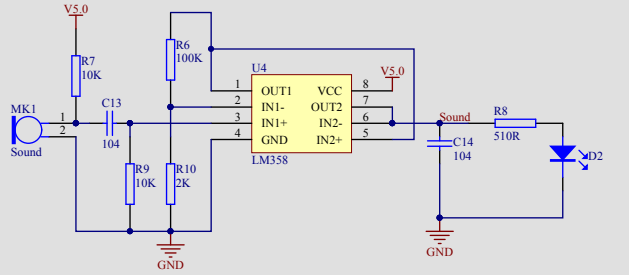 V5.0
R7
10K
MK1
1
2
Sound
C13
104
R6
100K
R9
10K
R10
2K
GND
U4
1 OUT1 VCC 8
V5.0
2 IN1- OUT2 7
3 IN1+ IN2- 6
4 GND IN2+ 5
LM358
Sound
R8
510R
C14
104
D2
GND